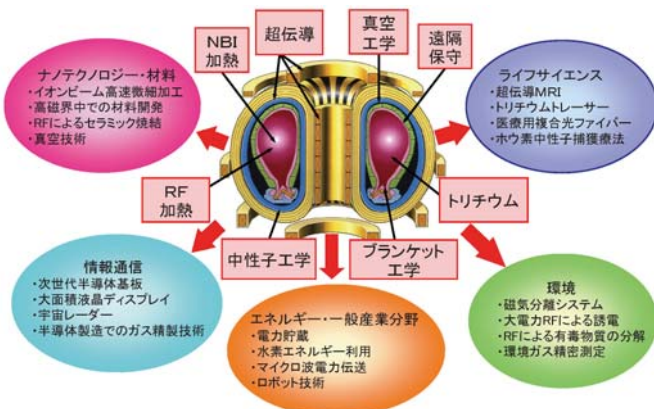 NBI
加熱
超伝導
真空
工学
遠隔
保守
ナノテクノロジー・材料
・イオンビーム高速微細加工
・高磁界中での材料開発
・RFによるセラミック焼結
・真空技術
ライフサイエンス
・超伝導MRI
・トリチウムトレーサー
・医療用複合光ファイバー
・ホウ素中性子捕獲療法
RF
加熱
トリチウム
中性子工学
ブランケット
工学
情報通信
・次世代半導体基板
・大面積液晶ディスプレイ
・宇宙レーダー
・半導体製造でのガス精製技術
エネルギー・一般産業分野
・電力貯蔵
・水素エネルギー利用
・マイクロ波電力伝送
・ロボット技術
環境
・磁気分離システム
・大電力RFによる誘電
・RFによる有毒物質の分解
・環境ガス精密測定